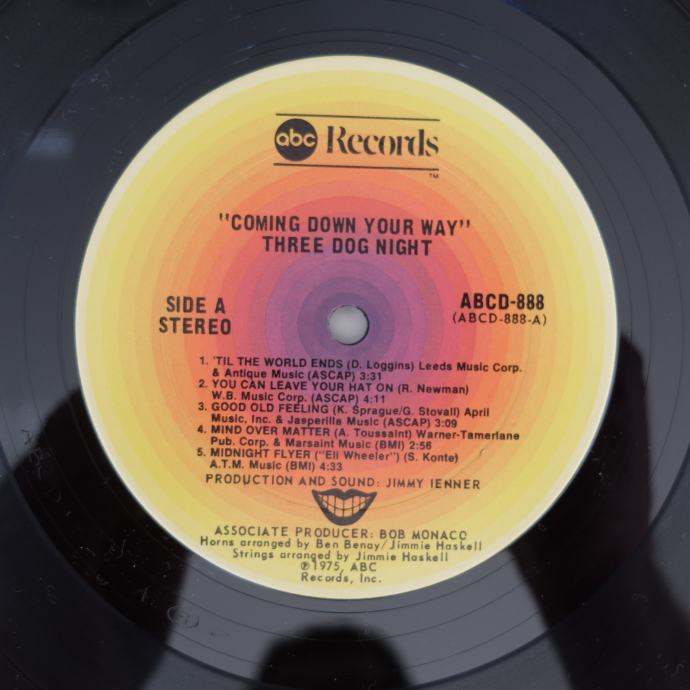 abc Records
TM
"COMING DOWN YOUR WAY"
THREE DOG NIGHT
SIDE A
STEREO
ABCD-888
(ABCD-888-A)
1. 'TIL THE WORLD ENDS (D. Loggins) Leeds Music Corp.
& Antique Music (ASCAP) 3:31
2. YOU CAN LEAVE YOUR HAT ON (R. Newman)
W.B. Music Corp. (ASCAP) 4:11
3. GOOD OLD FEELING (K. Sprague/G. Stovall) April
Music, Inc. & Jasperilla Music (ASCAP) 3:09
4. MIND OVER MATTER (A. Toussaint) Warner-Tamerlane
Pub. Corp. & Marsaint Music (BMI) 2:56
5. MIDNIGHT FLYER ("Eli Wheeler") (S. Konte)
A.T.M. Music (BMI) 4:33
PRODUCTION AND SOUND: JIMMY IENNER
ASSOCIATE PRODUCER: BOB MONACO
Horns arranged by Ben Benay/Jimmie Haskell
Strings arranged by Jimmie Haskell
℗1975, ABC
Records, Inc.